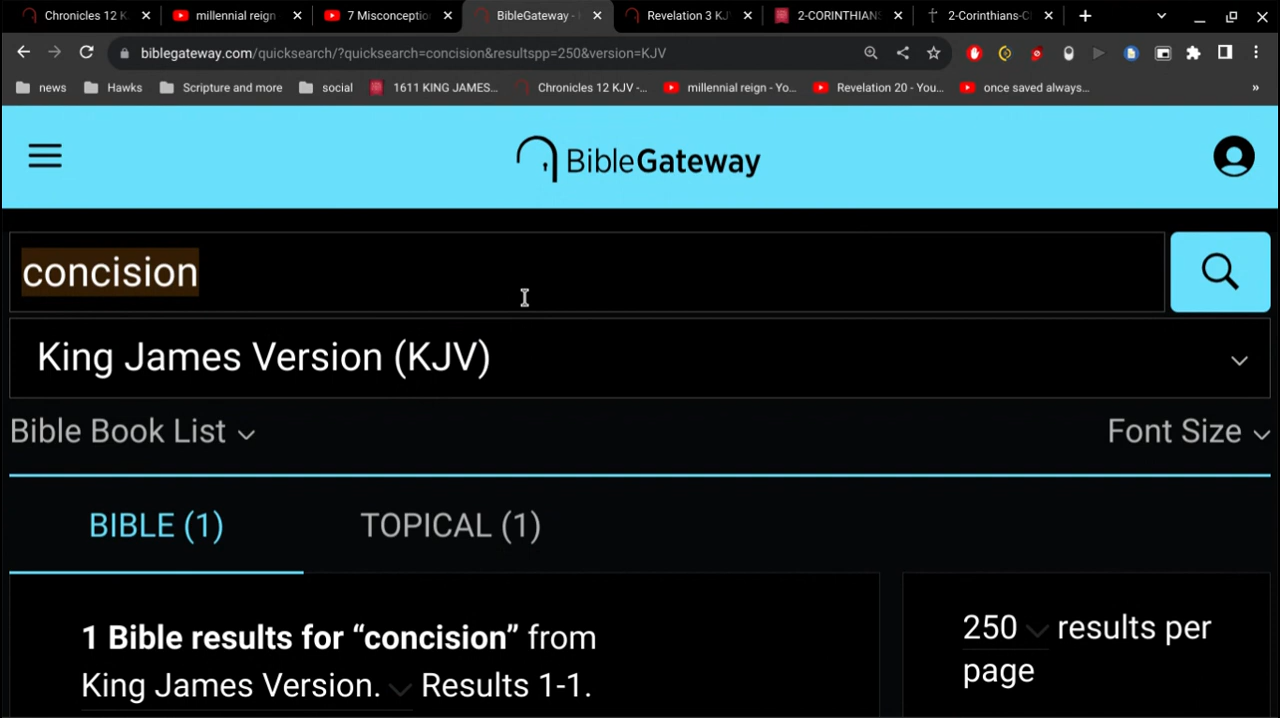 Chronicles 12 K
millennial reign
7 Misconceptio
BibleGateway -
Revelation 3 KJ
2-CORINTHIANS
2-Corinthians-C
biblegateway.com/quicksearch/?quicksearch=concision&resultspp=250&version=KJV
news
Hawks
Scripture and more
social
1611 KING JAMES...
Chronicles 12 KJV -...
millennial reign - Yo...
Revelation 20 - You...
once saved always...
»
BibleGateway
concision
King James Version (KJV)
Bible Book List
Font Size
BIBLE (1)
TOPICAL (1)
1 Bible results for “concision” from
King James Version. Results 1-1.
250 results per
page